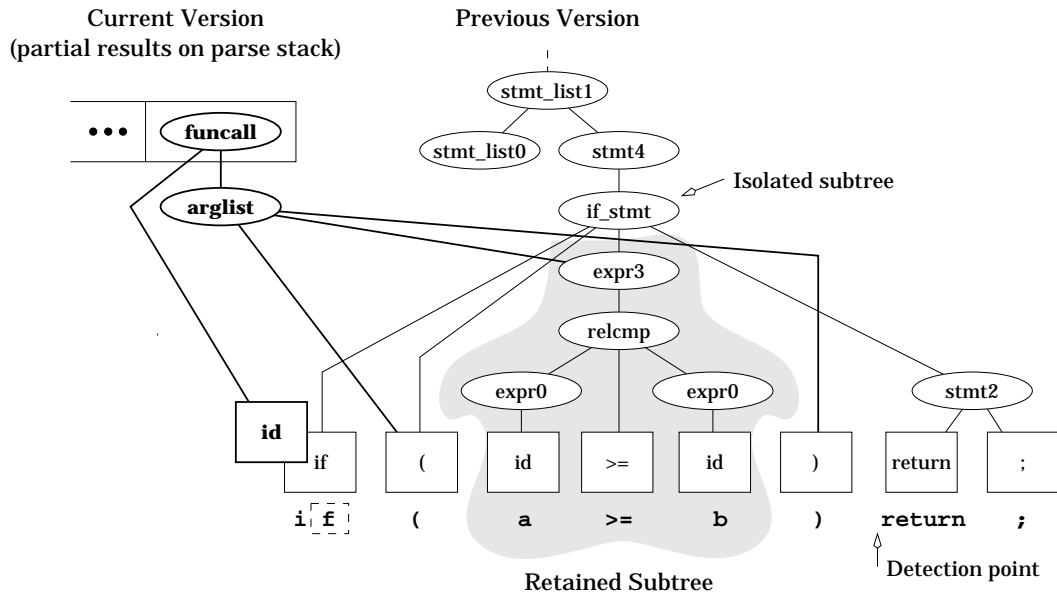 Current Version
(partial results on parse stack)
Previous Version
stmt_list1
••• funcall
stmt_list0 stmt4
Isolated subtree
arglist if_stmt
expr3
relcmp
expr0 expr0 stmt2
id
if ( id >= id ) return ;
i f ( a >= b ) return ;
Detection point
Retained Subtree